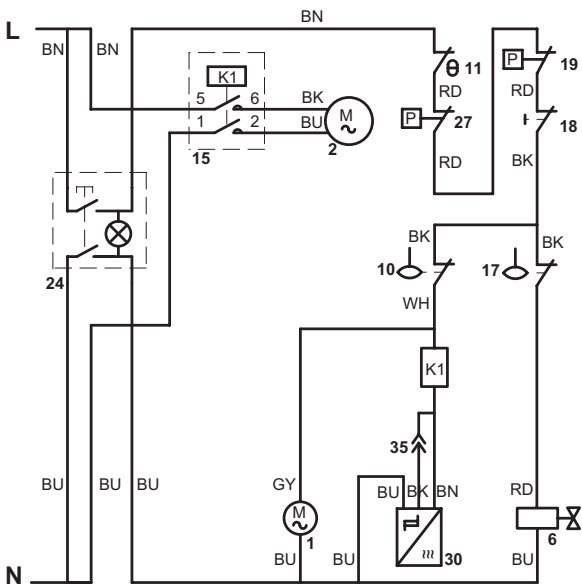 BN
L
BN BN
K1
5 6
1 2
BK
BU
M
2
15
θ 11
RD
P 27
RD
P 19
RD
18
BK
24
BK
10
WH
BK
17
K1
35
BU BU BU
GY
M
1
BU
BU
BU BK BN
30
RD
6
BU
N